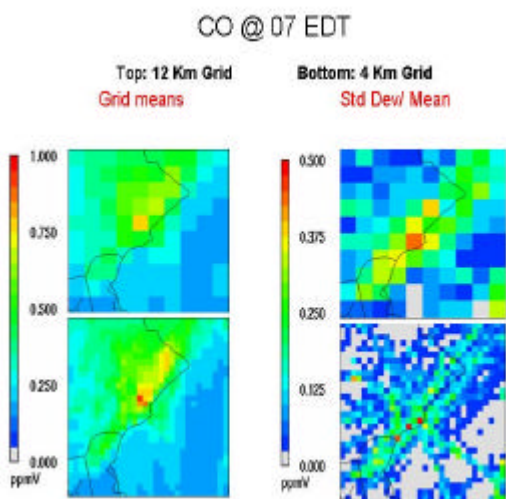 CO @ 07 EDT
Top: 12 Km Grid
Bottom: 4 Km Grid
Grid means
Std Dev/ Mean
1.000
0.750
0.500
0.250
0.000
ppmV
0.500
0.375
0.250
0.125
0.000
ppmV